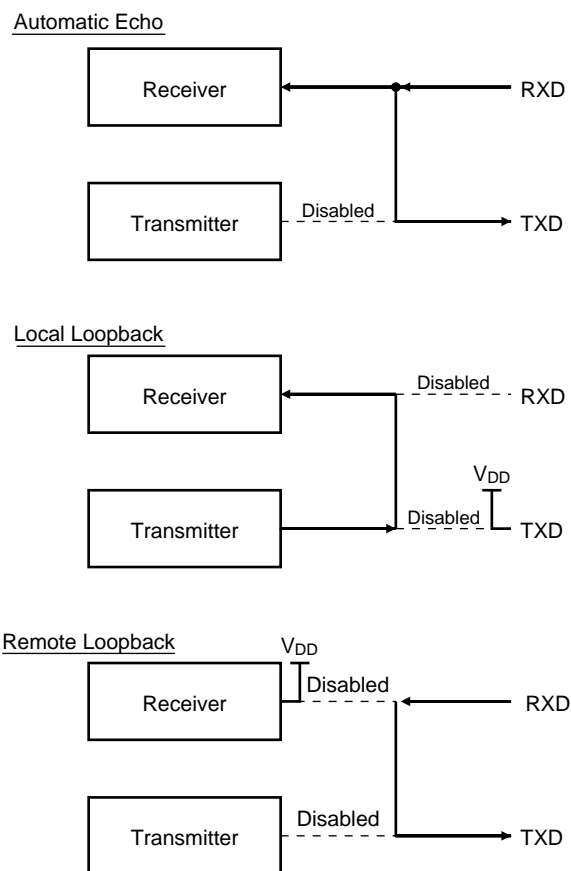 Automatic Echo
Receiver
RXD
Transmitter
Disabled
TXD
Local Loopback
Receiver
Disabled
RXD
VDD
Transmitter
Disabled
TXD
Remote Loopback
VDD
Receiver
Disabled
RXD
Transmitter
Disabled
TXD